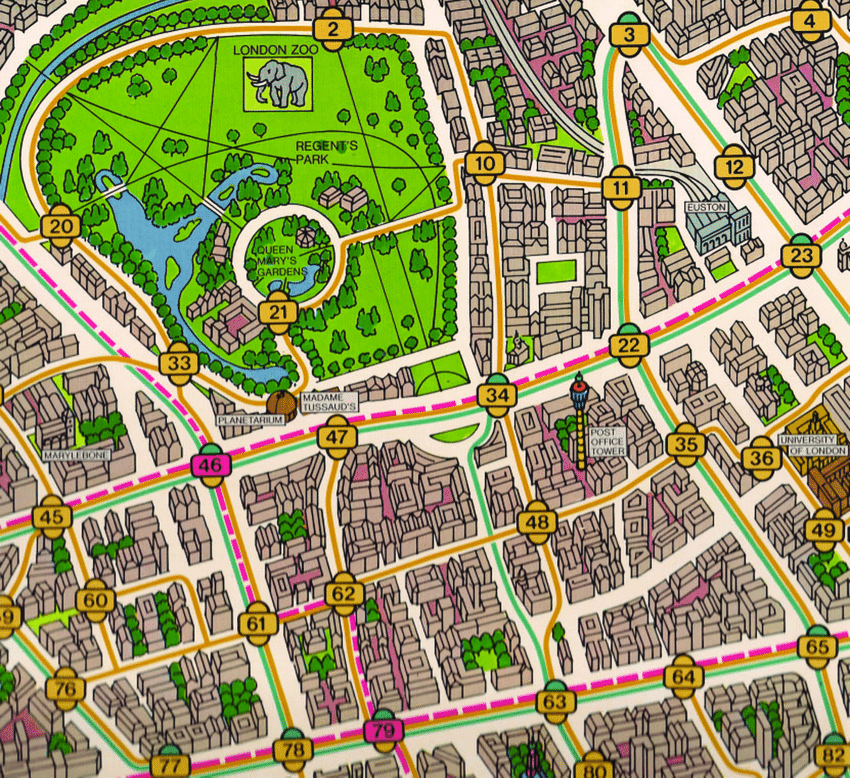 2
3
4
LONDON ZOO
REGENT'S
PARK
10
11
12
EUSTON
20
QUEEN
MARY'S
GARDENS
23
21
22
33
34
MADAME
TUSSAUD'S
PLANETARIUM
47
POST
OFFICE
TOWER
35
36
UNIVERSITY
OF LONDON
MARYLEBONE
46
45
48
49
60
62
61
65
76
64
63
79
78
77
80
82